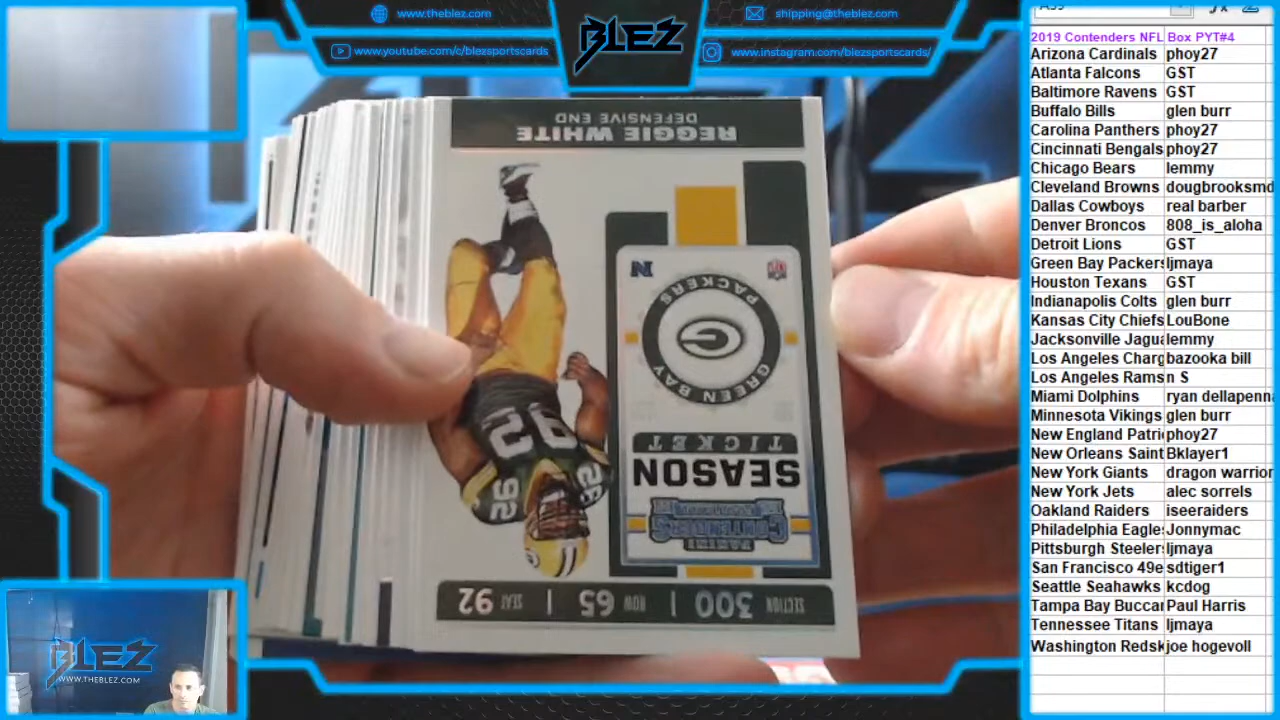 www.theblez.com
shipping@theblez.com
www.youtube.com/c/blezsportscards
www.instagram.com/blezsportscards/
BLEZ
REGGIE WHITE
DEFENSIVE END
N
NFL
GREEN BAY
PACKERS
G
SEASON
TICKET
PANINI
CONTENDERS
SECTION 300 | ROW 65 | SEAT 92
92
BLEZ
WWW.THEBLEZ.COM
2019 Contenders NFL Box PYT#4
Arizona Cardinals phoy27
Atlanta Falcons GST
Baltimore Ravens GST
Buffalo Bills glen burr
Carolina Panthers phoy27
Cincinnati Bengals phoy27
Chicago Bears lemmy
Cleveland Browns dougbrooksmd
Dallas Cowboys real barber
Denver Broncos 808_is_aloha
Detroit Lions GST
Green Bay Packers ljmaya
Houston Texans GST
Indianapolis Colts glen burr
Kansas City Chiefs LouBone
Jacksonville Jagua lemmy
Los Angeles Charg bazooka bill
Los Angeles Rams n S
Miami Dolphins ryan dellapenna
Minnesota Vikings glen burr
New England Patri phoy27
New Orleans Saint Bklayer1
New York Giants dragon warrior
New York Jets alec sorrels
Oakland Raiders iseeraiders
Philadelphia Eagle Jonnymac
Pittsburgh Steeler ljmaya
San Francisco 49e sdtiger1
Seattle Seahawks kcdog
Tampa Bay Buccar Paul Harris
Tennessee Titans ljmaya
Washington Redsk joe hogevoll